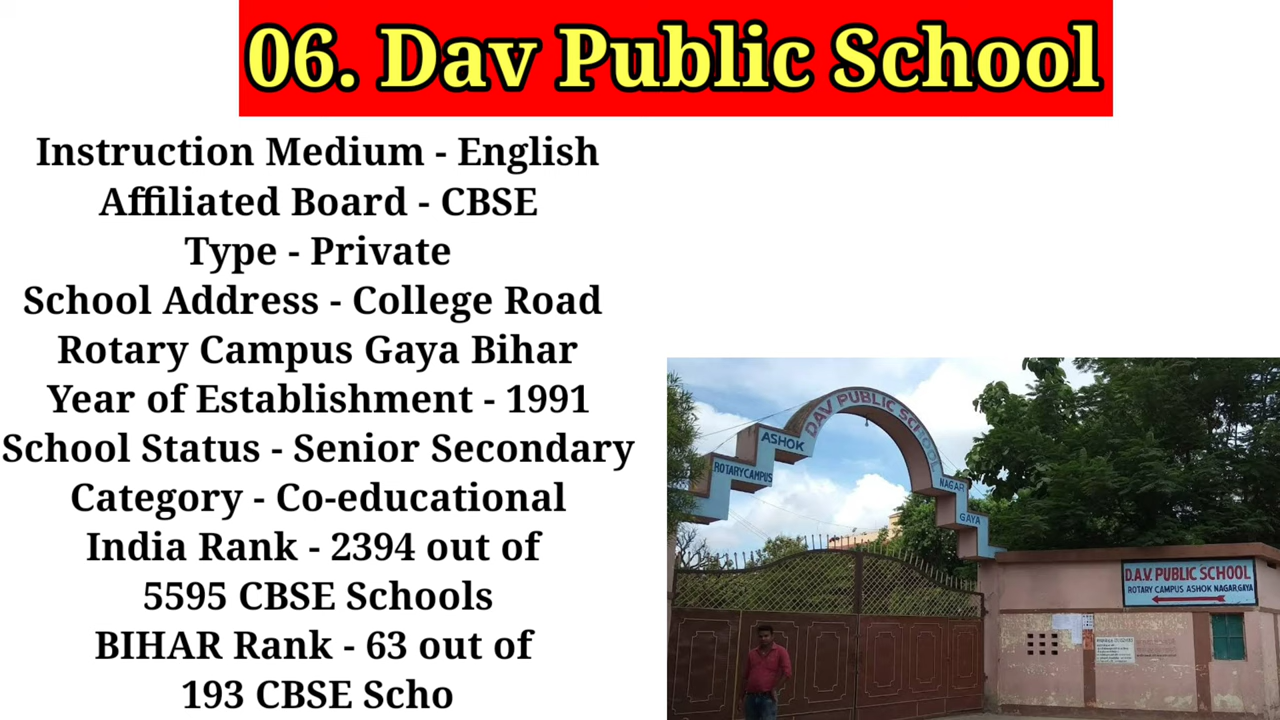 06. Dav Public School
Instruction Medium - English
Affiliated Board - CBSE
Type - Private
School Address - College Road
Rotary Campus Gaya Bihar
Year of Establishment - 1991
School Status - Senior Secondary
Category - Co-educational
India Rank - 2394 out of
5595 CBSE Schools
BIHAR Rank - 63 out of
193 CBSE Scho
DAV PUBLIC SCHOOL
ASHOK
NAGAR
ROTARY CAMPUS
GAYA
D.A.V. PUBLIC SCHOOL
ROTARY CAMPUS ASHOK NAGAR,GAYA